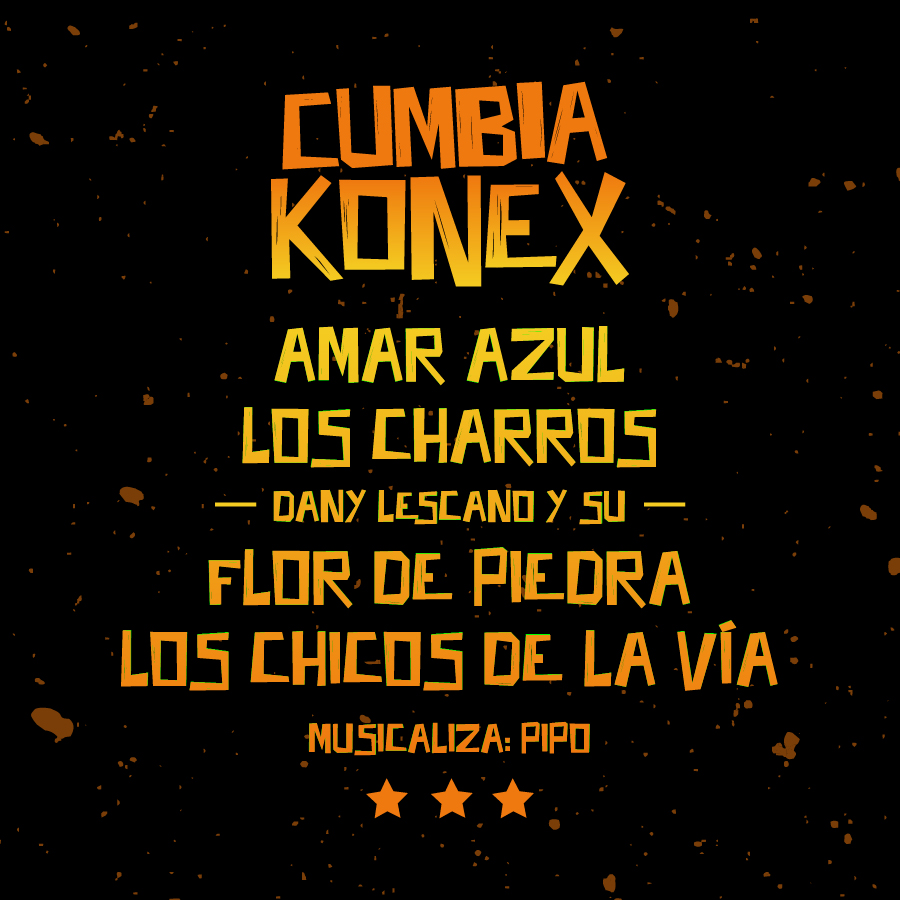 CUMBIA
KONEX
AMAR AZUL
LOS CHARROS
— DANY LESCANO Y SU —
FLOR DE PIEDRA
LOS CHICOS DE LA VÍA
MUSICALIZA: PIPO